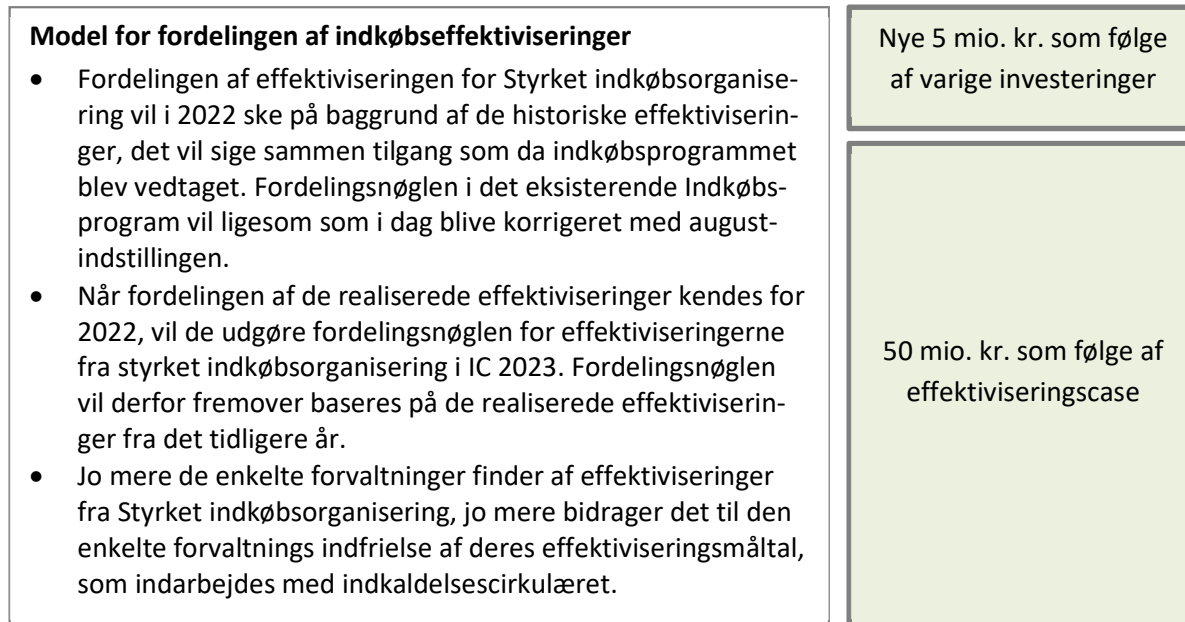 Model for fordelingen af indkøbseffektiviseringer
• Fordelingen af effektiviseringen for Styrket indkøbsorganise-
ring vil i 2022 ske på baggrund af de historiske effektiviserin-
ger, det vil sige sammen tilgang som da indkøbsprogrammet
blev vedtaget. Fordelingsnøglen i det eksisterende Indkøbs-
program vil ligesom som i dag blive korrigeret med august-
indstillingen.
• Når fordelingen af de realiserede effektiviseringer kendes for
2022, vil de udgøre fordelingsnøglen for effektiviseringerne
fra styrket indkøbsorganisering i IC 2023. Fordelingsnøglen
vil derfor fremover baseres på de realiserede effektiviserin-
ger fra det tidligere år.
• Jo mere de enkelte forvaltninger finder af effektiviseringer
fra Styrket indkøbsorganisering, jo mere bidrager det til den
enkelte forvaltnings indfrielse af deres effektiviseringsmåltal,
som indarbejdes med indkaldelsescirkulæret.
Nye 5 mio. kr. som følge
af varige investeringer
50 mio. kr. som følge af
effektiviseringscase